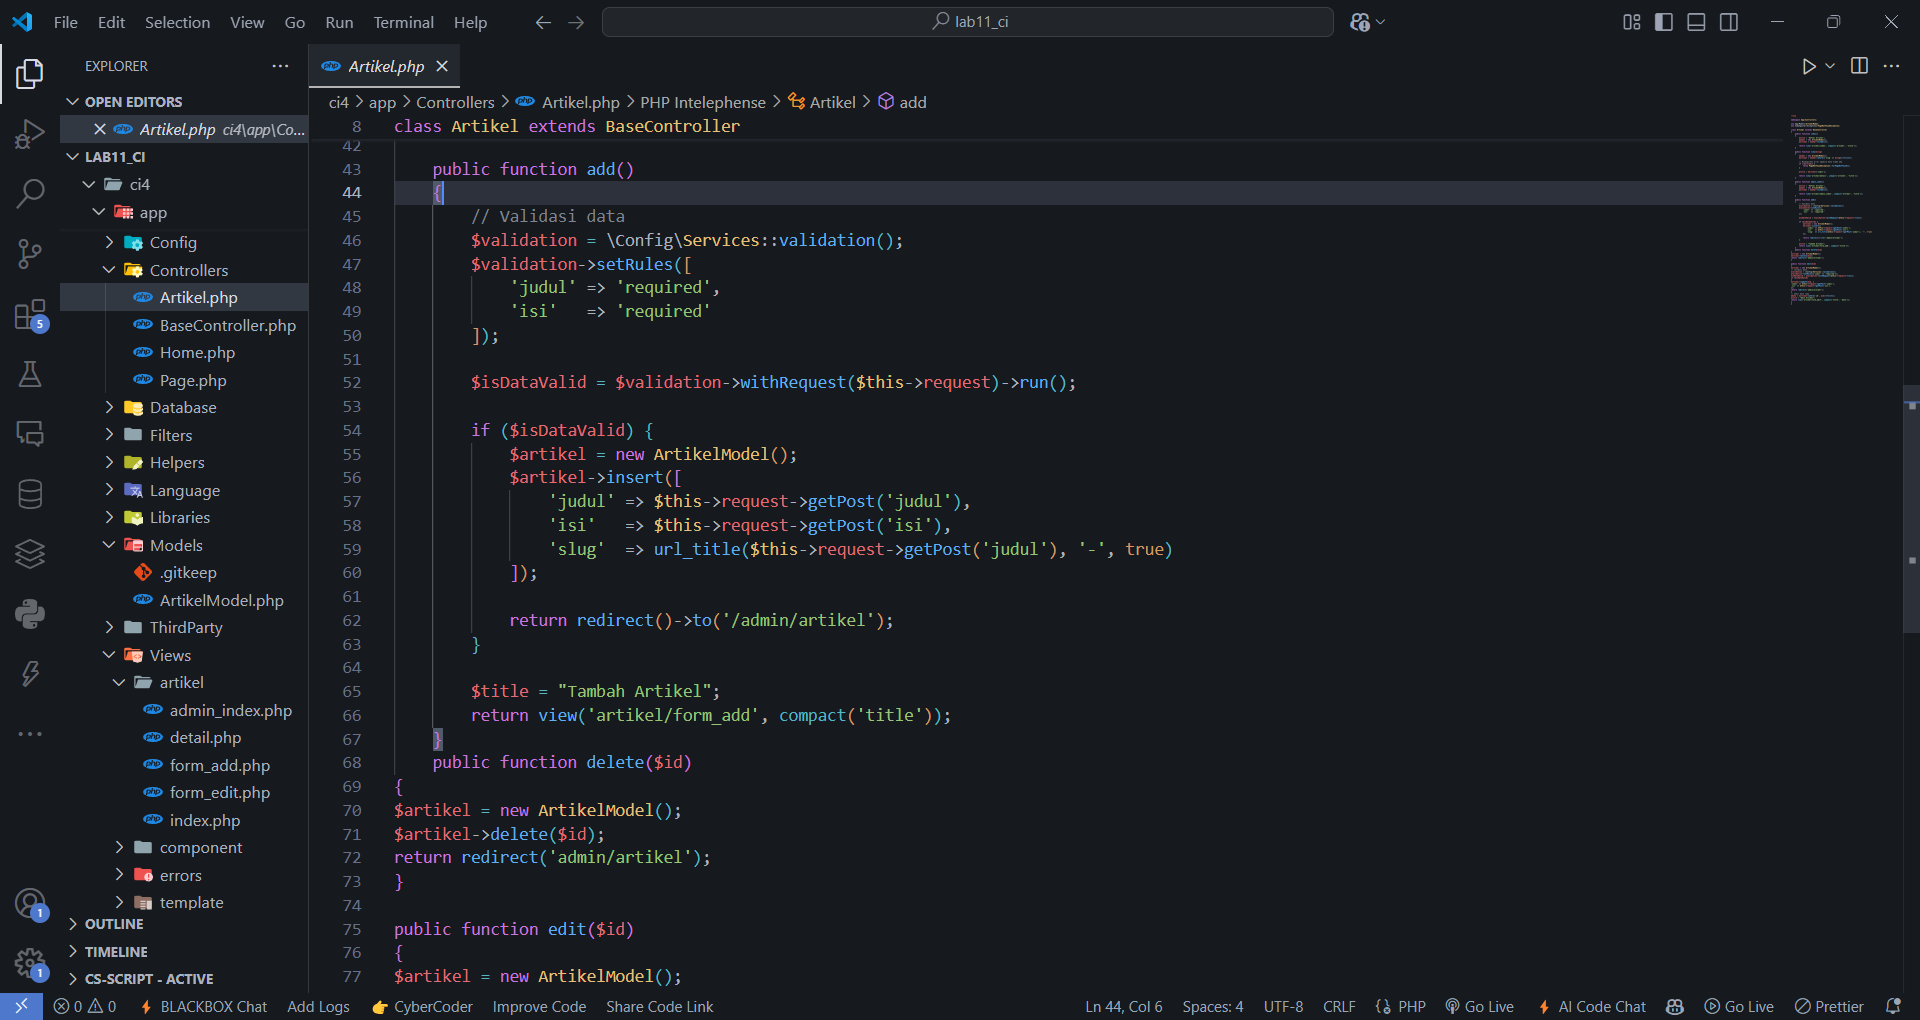 File Edit Selection View Go Run Terminal Help
lab11_ci
EXPLORER
OPEN EDITORS
Artikel.php ci4\app\Co...
LAB11_CI
ci4
app
Config
Controllers
Artikel.php
BaseController.php
Home.php
Page.php
Database
Filters
Helpers
Language
Libraries
Models
.gitkeep
ArtikelModel.php
ThirdParty
Views
artikel
admin_index.php
detail.php
form_add.php
form_edit.php
index.php
component
errors
template
OUTLINE
TIMELINE
CS-SCRIPT - ACTIVE
5
1
1
Artikel.php
ci4 > app > Controllers > Artikel.php > PHP Intelephense > Artikel > add
8 class Artikel extends BaseController
42
43 public function add()
44 {
45 // Validasi data
46 $validation = \Config\Services::validation();
47 $validation->setRules([
48 'judul' => 'required',
49 'isi'   => 'required'
50 ]);
51
52 $isDataValid = $validation->withRequest($this->request)->run();
53
54 if ($isDataValid) {
55 $artikel = new ArtikelModel();
56 $artikel->insert([
57 'judul' => $this->request->getPost('judul'),
58 'isi'   => $this->request->getPost('isi'),
59 'slug'  => url_title($this->request->getPost('judul'), '-', true)
60 ]);
61
62 return redirect()->to('/admin/artikel');
63 }
64
65 $title = "Tambah Artikel";
66 return view('artikel/form_add', compact('title'));
67 }
68 public function delete($id)
69 {
70 $artikel = new ArtikelModel();
71 $artikel->delete($id);
72 return redirect('admin/artikel');
73 }
74
75 public function edit($id)
76 {
77 $artikel = new ArtikelModel();
0 0 BLACKBOX Chat Add Logs CyberCoder Improve Code Share Code Link Ln 44, Col 6 Spaces: 4 UTF-8 CRLF {} PHP Go Live AI Code Chat Go Live Prettier